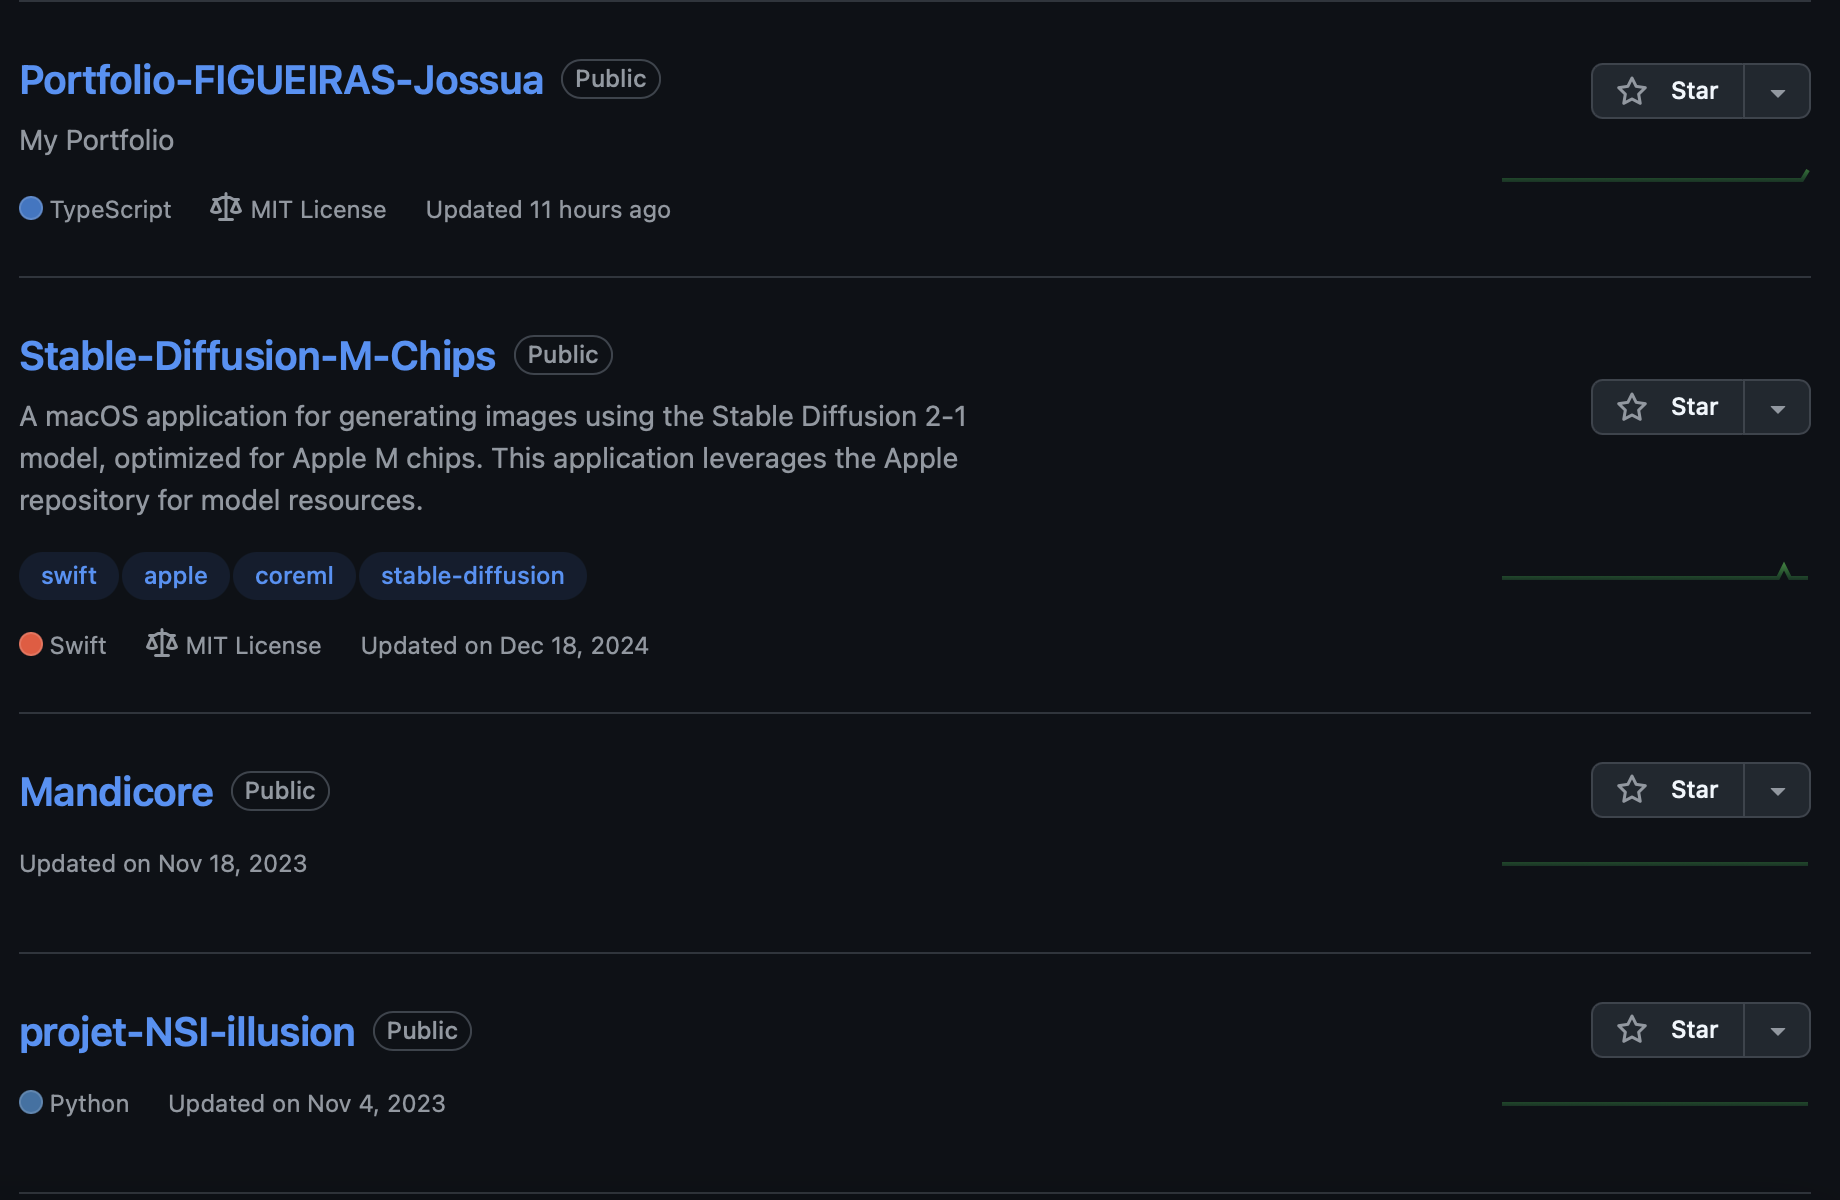 Portfolio-FIGUEIRAS-Jossua Public
Star
My Portfolio
TypeScript MIT License Updated 11 hours ago
Stable-Diffusion-M-Chips Public
Star
A macOS application for generating images using the Stable Diffusion 2-1
model, optimized for Apple M chips. This application leverages the Apple
repository for model resources.
swift apple coreml stable-diffusion
Swift MIT License Updated on Dec 18, 2024
Mandicore Public
Star
Updated on Nov 18, 2023
projet-NSI-illusion Public
Star
Python Updated on Nov 4, 2023